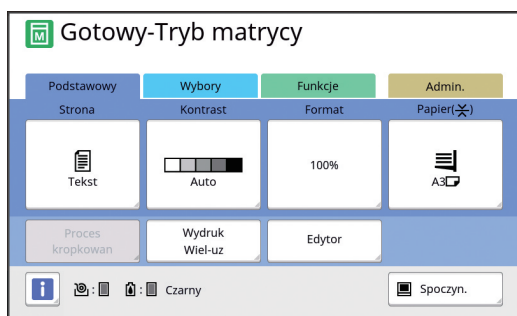 Gotowy-Tryb matrycy
Podstawowy Wybory Funkcje Admin.
Strona Kontrast Format Papier( )
Tekst Auto 100% A3
Proces
kropkowan
Wydruk
Wiel-uz
Edytor
i : : Czarny Spoczyn.